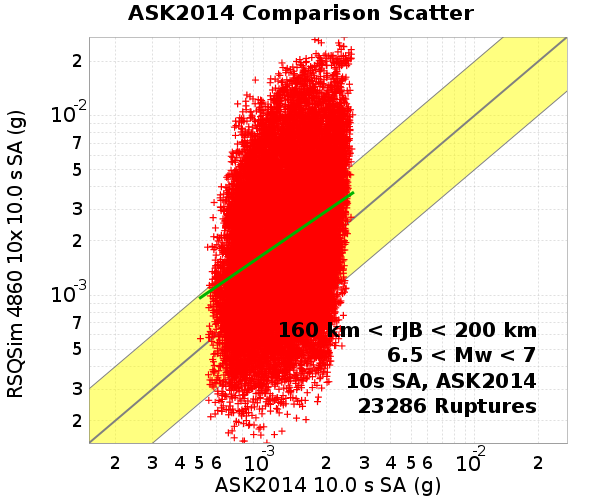 ASK2014 Comparison Scatter
RSQSim 4860 10x 10.0 s SA (g)
2
10-2
7
5
3
2
10-3
7
5
3
2
160 km < rJB < 200 km
6.5 < Mw < 7
10s SA, ASK2014
23286 Ruptures
2 3 4 5 6 10-3 2 3 4 5 6 10-2 2
ASK2014 10.0 s SA (g)